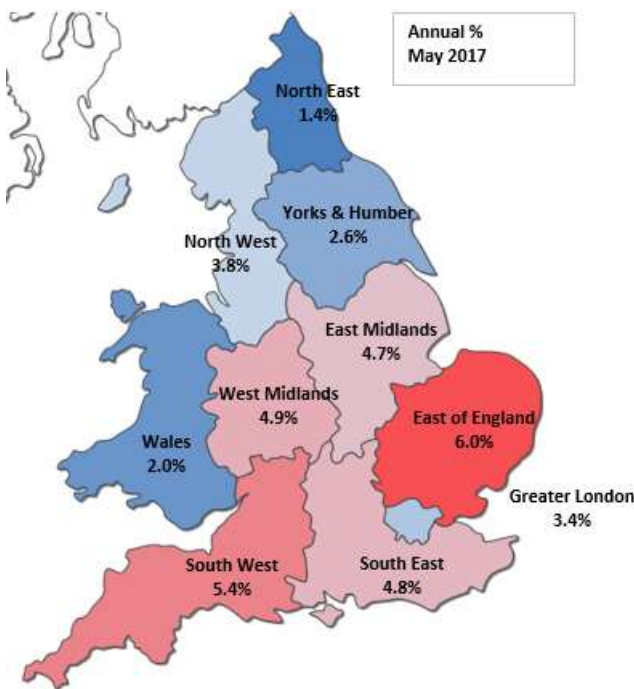 Annual %
May 2017
North East
1.4%
Yorks & Humber
2.6%
North West
3.8%
East Midlands
4.7%
West Midlands
4.9%
East of England
6.0%
Wales
2.0%
Greater London
3.4%
South West
5.4%
South East
4.8%